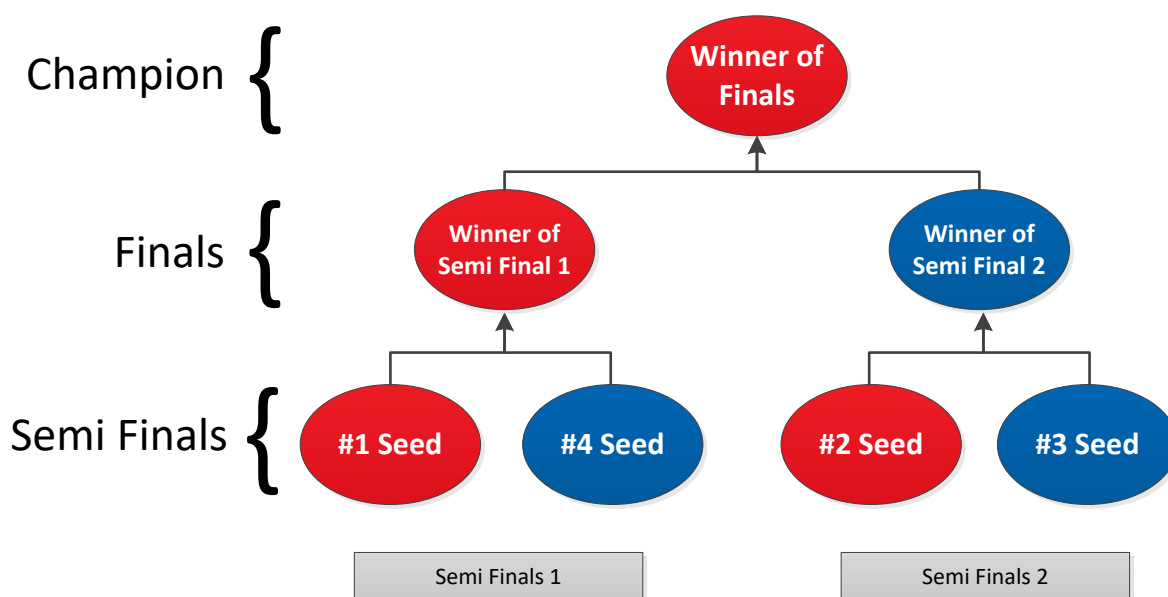 Champion {
Winner of
Finals
Finals {
Winner of
Semi Final 1
Winner of
Semi Final 2
Semi Finals {
#1 Seed
#4 Seed
#2 Seed
#3 Seed
Semi Finals 1
Semi Finals 2